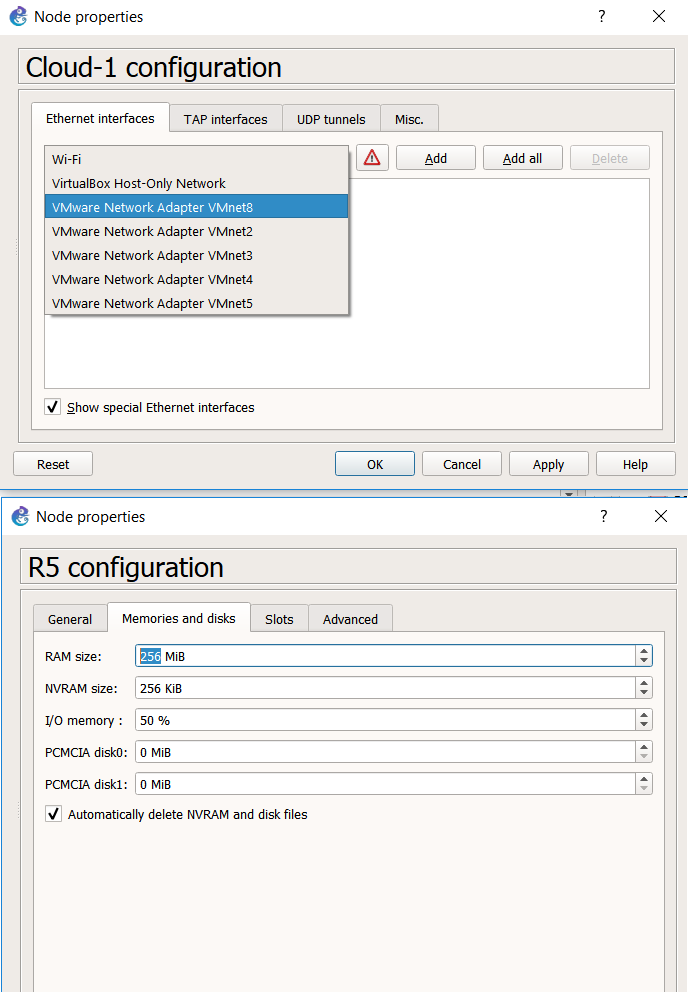 Node properties ?
Cloud-1 configuration
Ethernet interfaces TAP interfaces UDP tunnels Misc.
Wi-Fi
Add Add all Delete
VirtualBox Host-Only Network
VMware Network Adapter VMnet8
VMware Network Adapter VMnet2
VMware Network Adapter VMnet3
VMware Network Adapter VMnet4
VMware Network Adapter VMnet5
Show special Ethernet interfaces
Reset OK Cancel Apply Help
Node properties ?
R5 configuration
General Memories and disks Slots Advanced
RAM size: 256 MiB
NVRAM size: 256 KiB
I/O memory : 50 %
PCMCIA disk0: 0 MiB
PCMCIA disk1: 0 MiB
Automatically delete NVRAM and disk files